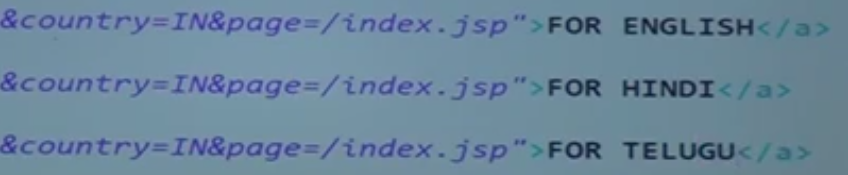 &country=IN&page=/index.jsp">FOR ENGLISH</a>
&country=IN&page=/index.jsp">FOR HINDI</a>
&country=IN&page=/index.jsp">FOR TELUGU</a>